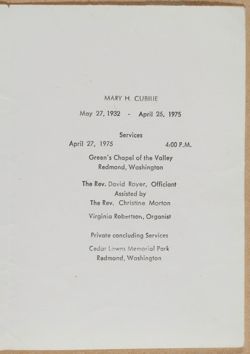 MARY H. CUBILIE
May 27, 1932 - April 25, 1975
Services
April 27, 1975 4:00 P.M.
Green's Chapel of the Valley
Redmond, Washington
The Rev. David Royer, Officiant
Assisted by
The Rev. Christine Morton
Virginia Robertson, Organist
Private concluding Services
Cedar Lawns Memorial Park
Redmond, Washington